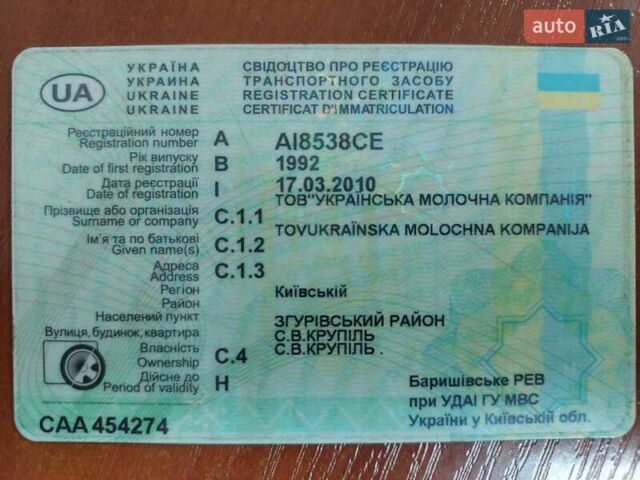 auto RIA.com
УКРАЇНА СВІДОЦТВО ПРО РЕЄСТРАЦІЮ
УКРАИНА ТРАНСПОРТНОГО ЗАСОБУ
UKRAINE REGISTRATION CERTIFICATE
UKRAINE CERTIFICAT D'IMMATRICULATION
UA
Реєстраційний номер
Registration number A AI8538CE
Рік випуску
Date of first registration B 1992
Дата реєстрації
Date of registration I 17.03.2010
Прізвище або організація
Surname or company C.1.1 ТОВ"УКРАЇНСЬКА МОЛОЧНА КОМПАНІЯ"
TOVUKRAÏNSKA MOLOCHNA KOMPANIJA
Ім'я та по батькові
Given name(s) C.1.2
Адреса
Address C.1.3
Регіон Київській
Район
Населений пункт ЗГУРІВСЬКИЙ РАЙОН
Вулиця, будинок, квартира С.В.КРУПІЛЬ
С.В.КРУПІЛЬ .
Власність
Ownership C.4
Дійсне до
Period of validity H
Баришівське РЕВ
при УДАІ ГУ МВС
України у Київській обл.
САА 454274